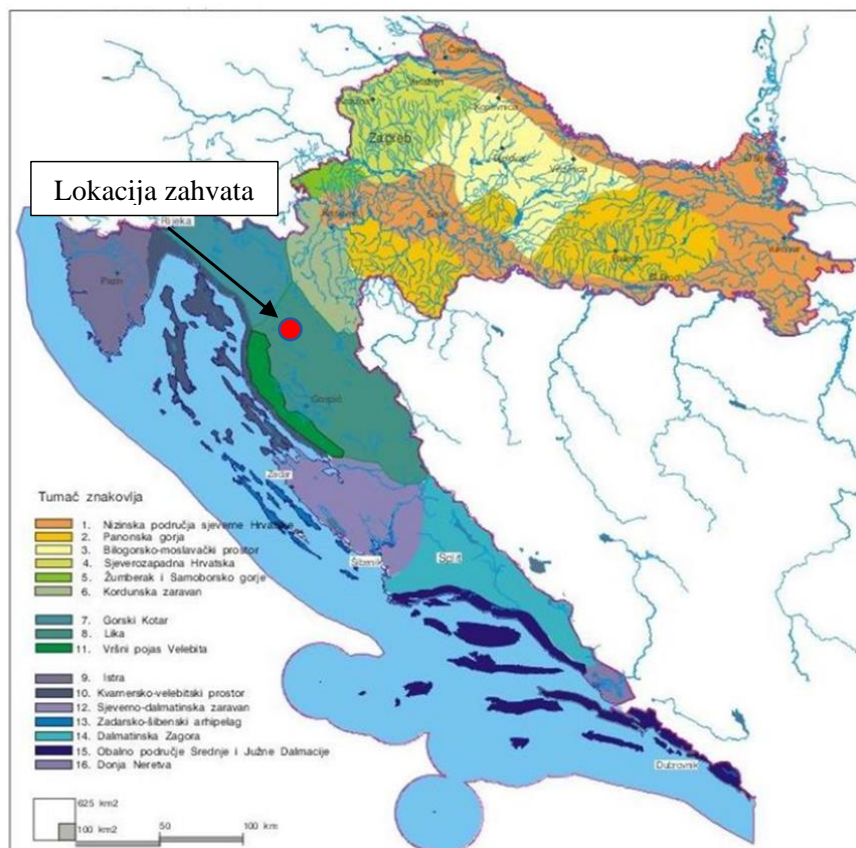 Čakovec
Zagreb
Lokacija zahvata
Rijeka
Pazin
Gospić
Zadar
Šibenik
Split
Dubrovnik
Tumač znakovlja
1. Nizinska područja sjeverne Hrvatske
2. Panonska gorja
3. Bilogorsko-moslavački prostor
4. Sjeverozapadna Hrvatska
5. Žumberak i Samoborsko gorje
6. Kordunska zaravan
7. Gorski Kotar
8. Lika
11. Vršni pojas Velebita
9. Istra
10. Kvarnersko-velebitski prostor
12. Sjeverno-dalmatinska zaravan
13. Zadarsko-šibenski arhipelag
14. Dalmatinska Zagora
15. Obalno područje Srednje i Južne Dalmacije
16. Donja Neretva
625 km2
100 km2
50
100 km